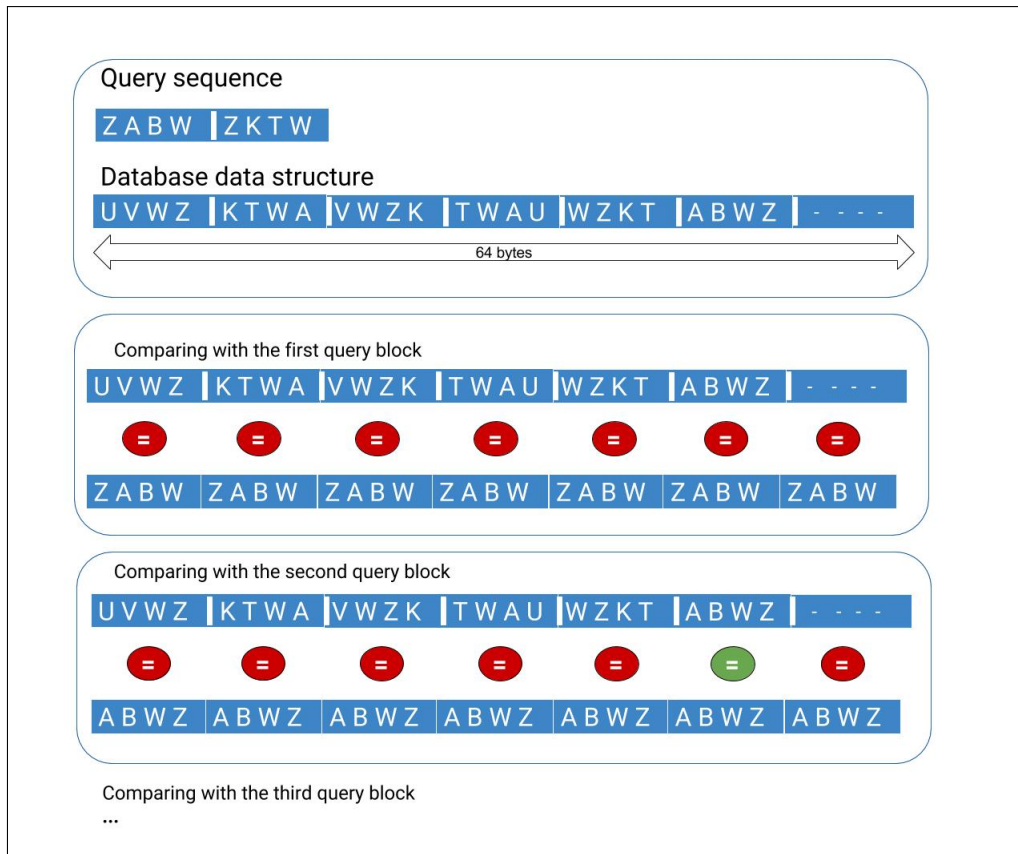 Query sequence
Z A B W Z K T W
Database data structure
U V W Z K T W A V W Z K T W A U W Z K T A B W Z - - - -
64 bytes
Comparing with the first query block
U V W Z K T W A V W Z K T W A U W Z K T A B W Z - - - -
= = = = = = =
Z A B W Z A B W Z A B W Z A B W Z A B W Z A B W Z A B W
Comparing with the second query block
U V W Z K T W A V W Z K T W A U W Z K T A B W Z - - - -
= = = = = = =
A B W Z A B W Z A B W Z A B W Z A B W Z A B W Z A B W Z
Comparing with the third query block
...